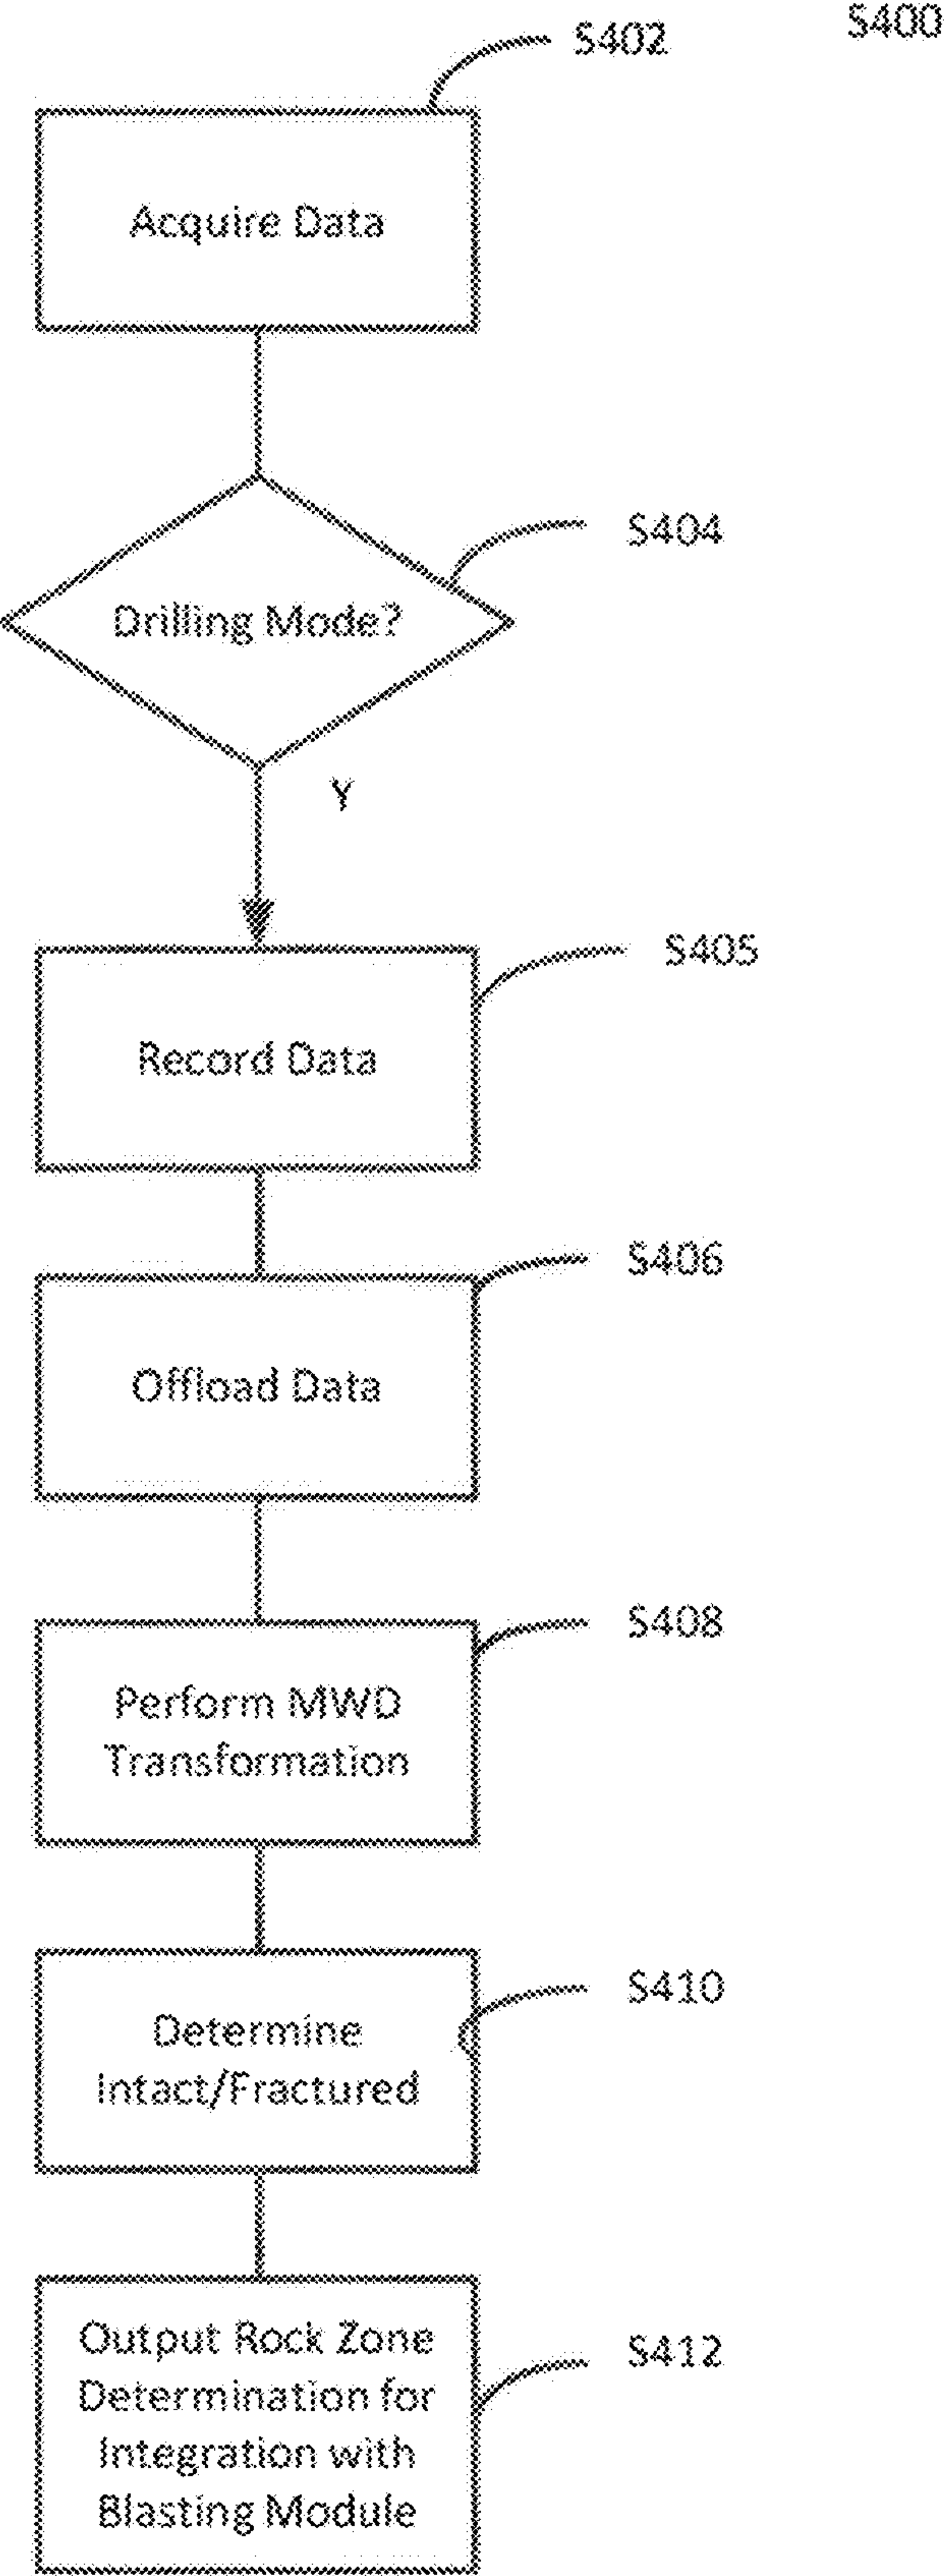 S400
S402
Acquire Data
S404
Drilling Mode?
Y
S405
Record Data
S406
Offload Data
S408
Perform MWD
Transformation
S410
Determine
Intact/Fractured
S412
Output Rock Zone
Determination for
Integration with
Blasting Module